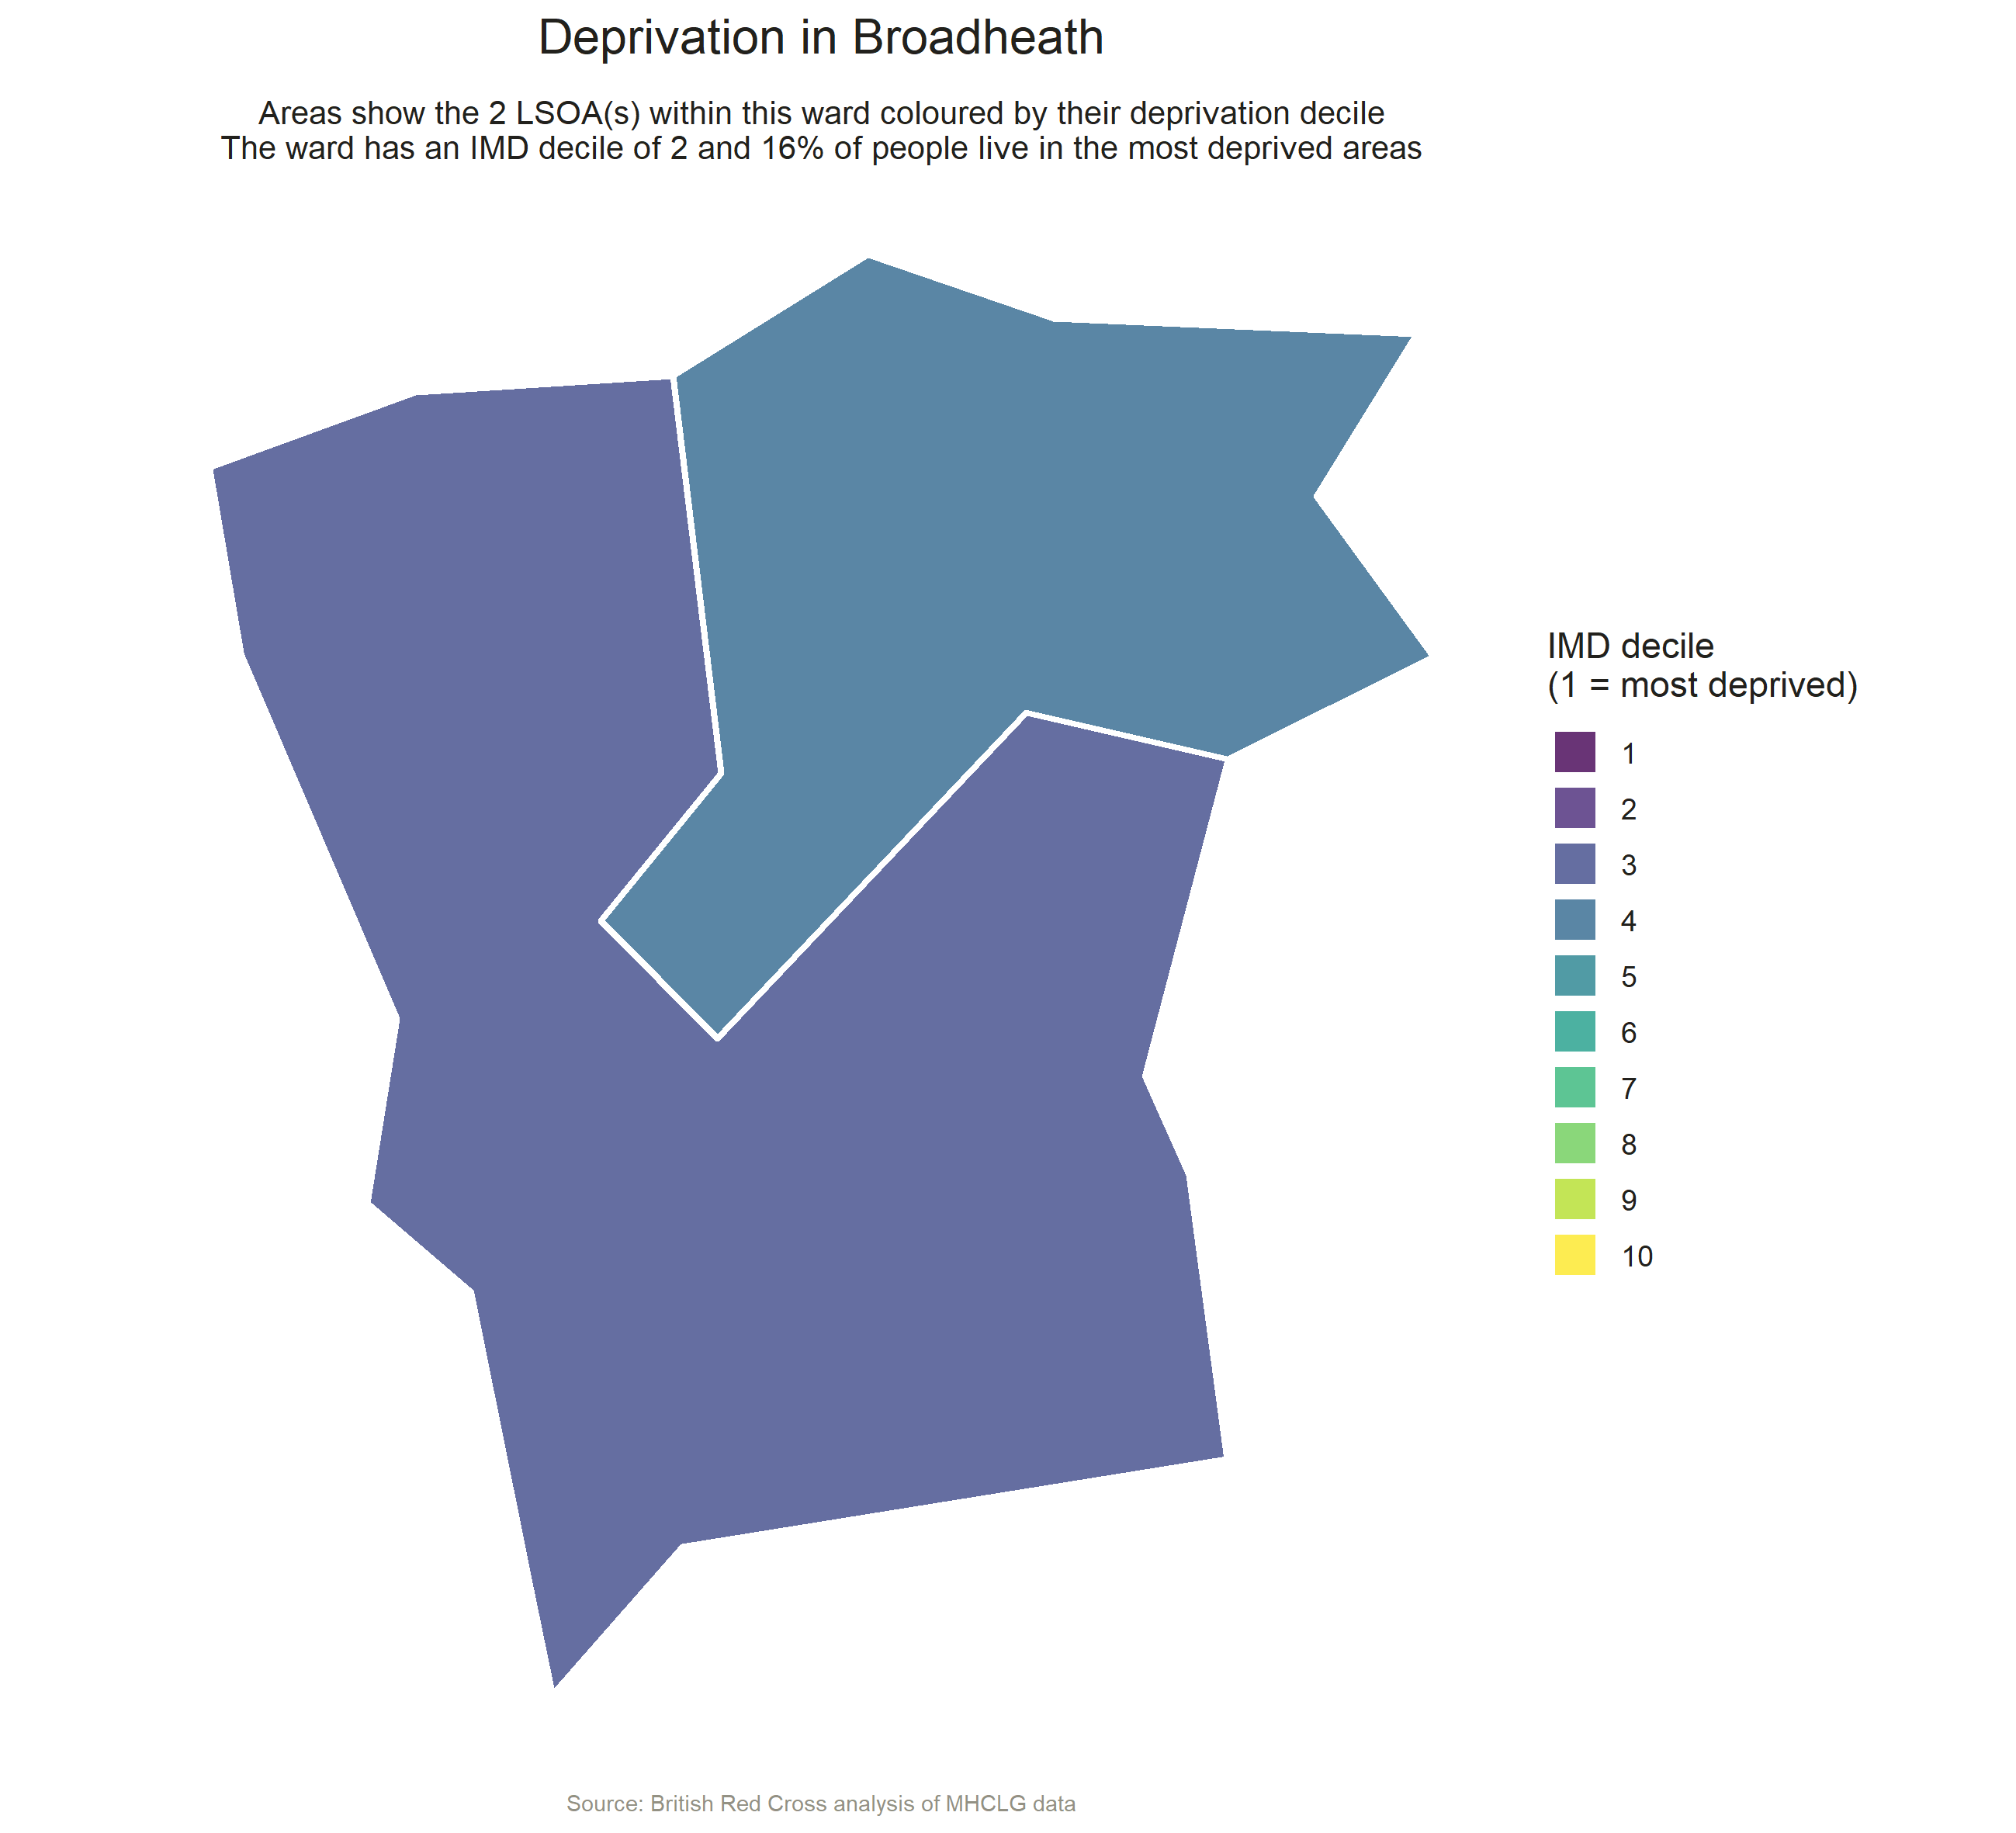 Deprivation in Broadheath
Areas show the 2 LSOA(s) within this ward coloured by their deprivation decile
The ward has an IMD decile of 2 and 16% of people live in the most deprived areas
IMD decile
(1 = most deprived)
1
2
3
4
5
6
7
8
9
10
Source: British Red Cross analysis of MHCLG data